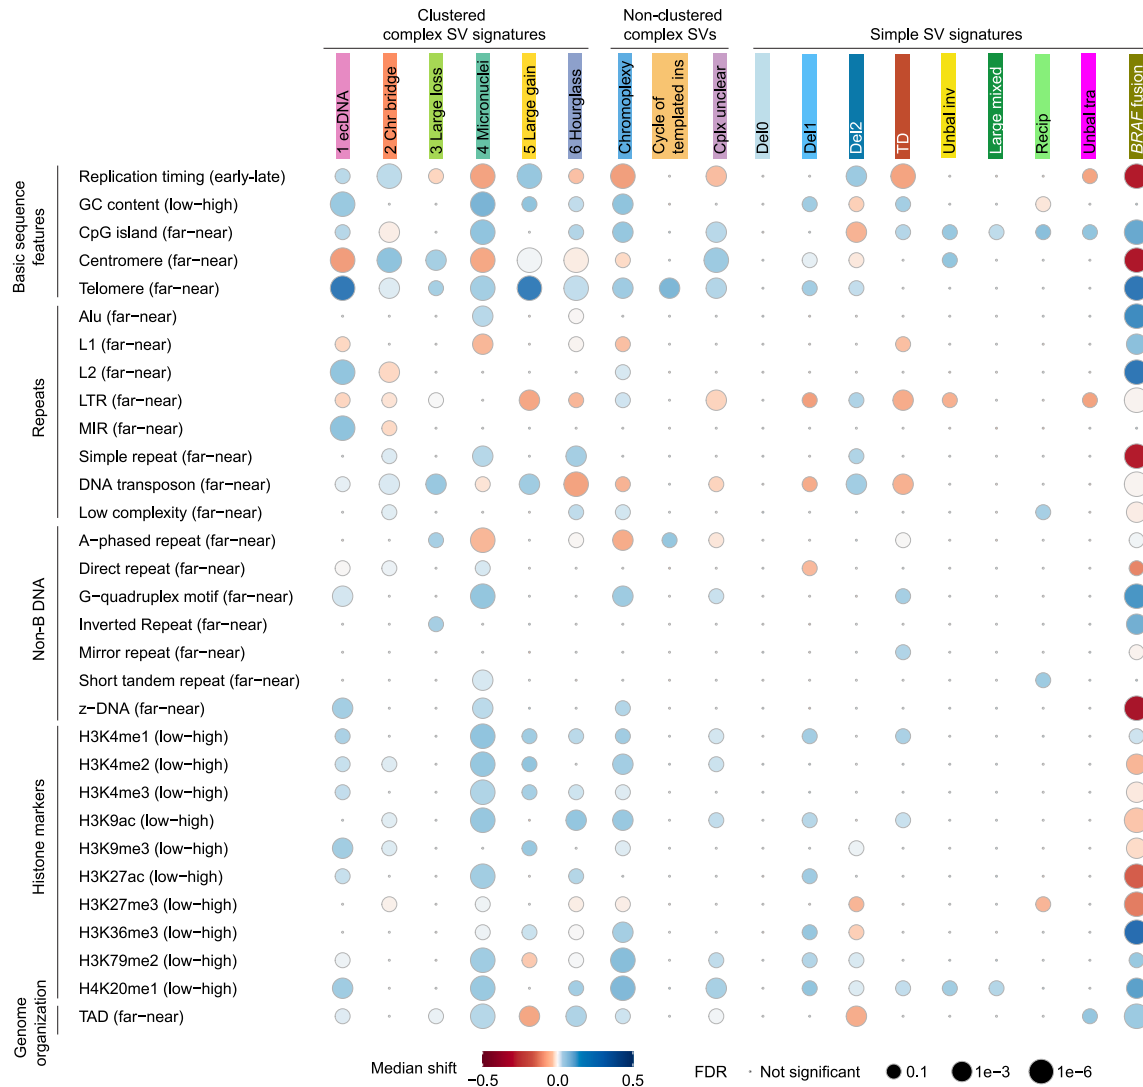 Clustered
complex SV signatures
Non-clustered
complex SVs
Simple SV signatures
1 ecDNA
2 Chr bridge
3 Large loss
4 Micronuclei
5 Large gain
6 Hourglass
Chromoplexy
Cycle of
templated ins
Cplx unclear
Del0
Del1
Del2
TD
Unbal inv
Large mixed
Recip
Unbal tra
BRAF fusion
Basic sequence
features
Replication timing (early−late)
GC content (low−high)
CpG island (far−near)
Centromere (far−near)
Telomere (far−near)
Repeats
Alu (far−near)
L1 (far−near)
L2 (far−near)
LTR (far−near)
MIR (far−near)
Simple repeat (far−near)
DNA transposon (far−near)
Low complexity (far−near)
Non-B DNA
A−phased repeat (far−near)
Direct repeat (far−near)
G−quadruplex motif (far−near)
Inverted Repeat (far−near)
Mirror repeat (far−near)
Short tandem repeat (far−near)
z−DNA (far−near)
Histone markers
H3K4me1 (low−high)
H3K4me2 (low−high)
H3K4me3 (low−high)
H3K9ac (low−high)
H3K9me3 (low−high)
H3K27ac (low−high)
H3K27me3 (low−high)
H3K36me3 (low−high)
H3K79me2 (low−high)
H4K20me1 (low−high)
Genome
organization
TAD (far−near)
Median shift
−0.5
0.0
0.5
FDR
Not significant
0.1
1e−3
1e−6